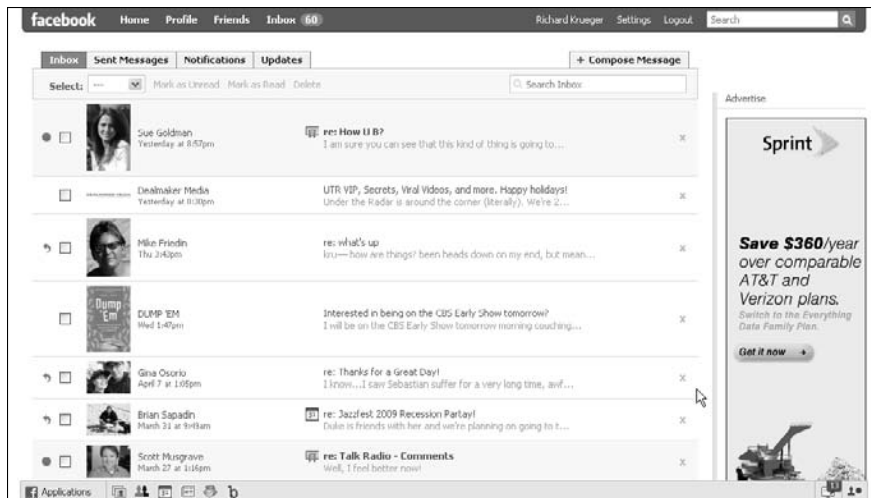 facebook Home Profile Friends Inbox 60 Richard Krueger Settings Logout Search
Inbox Sent Messages Notifications Updates + Compose Message
Select: --- Mark as Unread Mark as Read Delete Search Inbox
Advertise
Sue Goldman
Yesterday at 8:57pm
re: How U B?
I am sure you can see that this kind of thing is going to...
Dealmaker Media
Yesterday at 8:30pm
UTR VIP, Secrets, Viral Videos, and more. Happy holidays!
Under the Radar is around the corner (literally). We're 2...
Mike Friedin
Thu 3:43pm
re: what's up
kru— how are things? been heads down on my end, but mean...
Dump 'Em
DUMP 'EM
Wed 1:47pm
Interested in being on the CBS Early Show tomorrow?
I will be on the CBS Early Show tomorrow morning couching...
Gina Osorio
April 7 at 1:05pm
re: Thanks for a Great Day!
I know...I saw Sebastian suffer for a very long time, awf...
Brian Sapadin
March 31 at 9:49am
re: Jazzfest 2009 Recession Partay!
Duke is friends with her and we're planning on going to t...
Scott Musgrave
March 27 at 1:16pm
re: Talk Radio - Comments
Well, I feel better now!
Sprint
Save $360/year
over comparable
AT&T and
Verizon plans.
Switch to the Everything
Data Family Plan.
Get it now
Applications